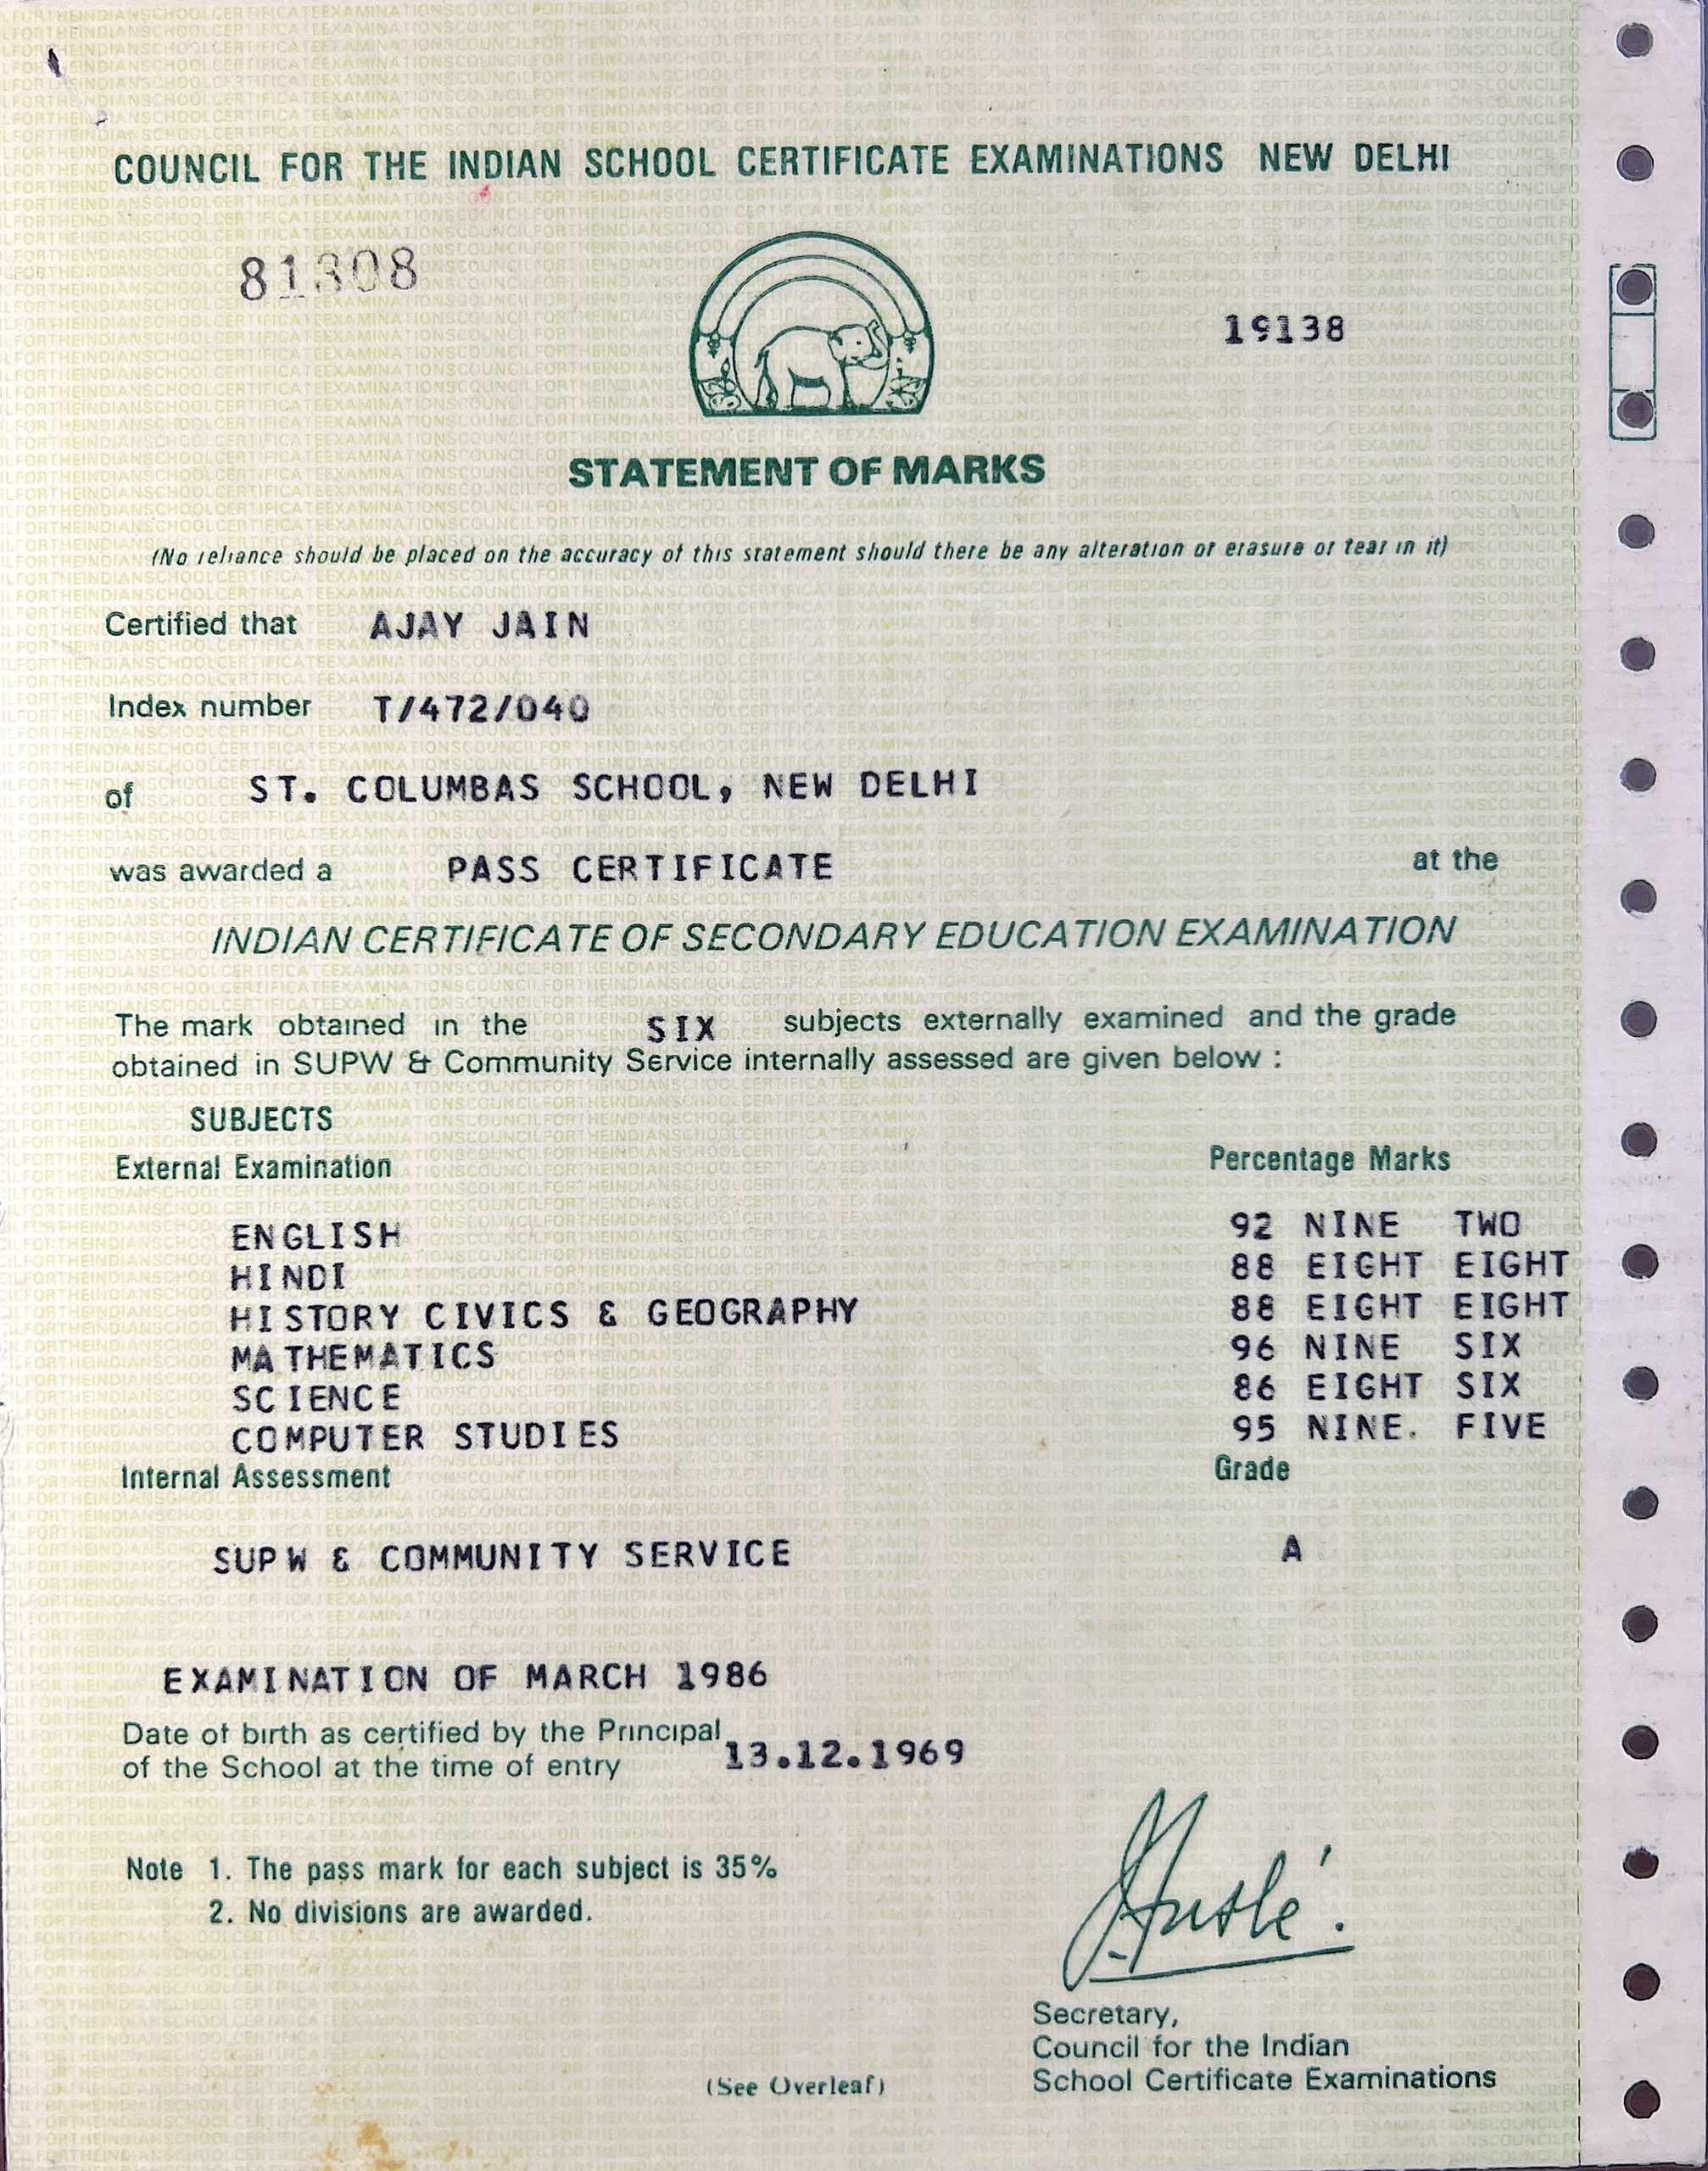 COUNCIL FOR THE INDIAN SCHOOL CERTIFICATE EXAMINATIONS NEW DELHI
81308
19138
STATEMENT OF MARKS
(No reliance should be placed on the accuracy of this statement should there be any alteration or erasure or tear in it)
Certified that AJAY JAIN
Index number T/472/040
of ST. COLUMBAS SCHOOL, NEW DELHI
was awarded a PASS CERTIFICATE at the
INDIAN CERTIFICATE OF SECONDARY EDUCATION EXAMINATION
The mark obtained in the SIX subjects externally examined and the grade
obtained in SUPW & Community Service internally assessed are given below :
SUBJECTS
External Examination Percentage Marks
ENGLISH 92 NINE TWO
HINDI 88 EIGHT EIGHT
HISTORY CIVICS & GEOGRAPHY 88 EIGHT EIGHT
MATHEMATICS 96 NINE SIX
SCIENCE 86 EIGHT SIX
COMPUTER STUDIES 95 NINE. FIVE
Internal Assessment Grade
SUPW & COMMUNITY SERVICE A
EXAMINATION OF MARCH 1986
Date of birth as certified by the Principal
of the School at the time of entry 13.12.1969
Note 1. The pass mark for each subject is 35%
2. No divisions are awarded.
Secretary,
Council for the Indian
School Certificate Examinations
(See Overleaf)